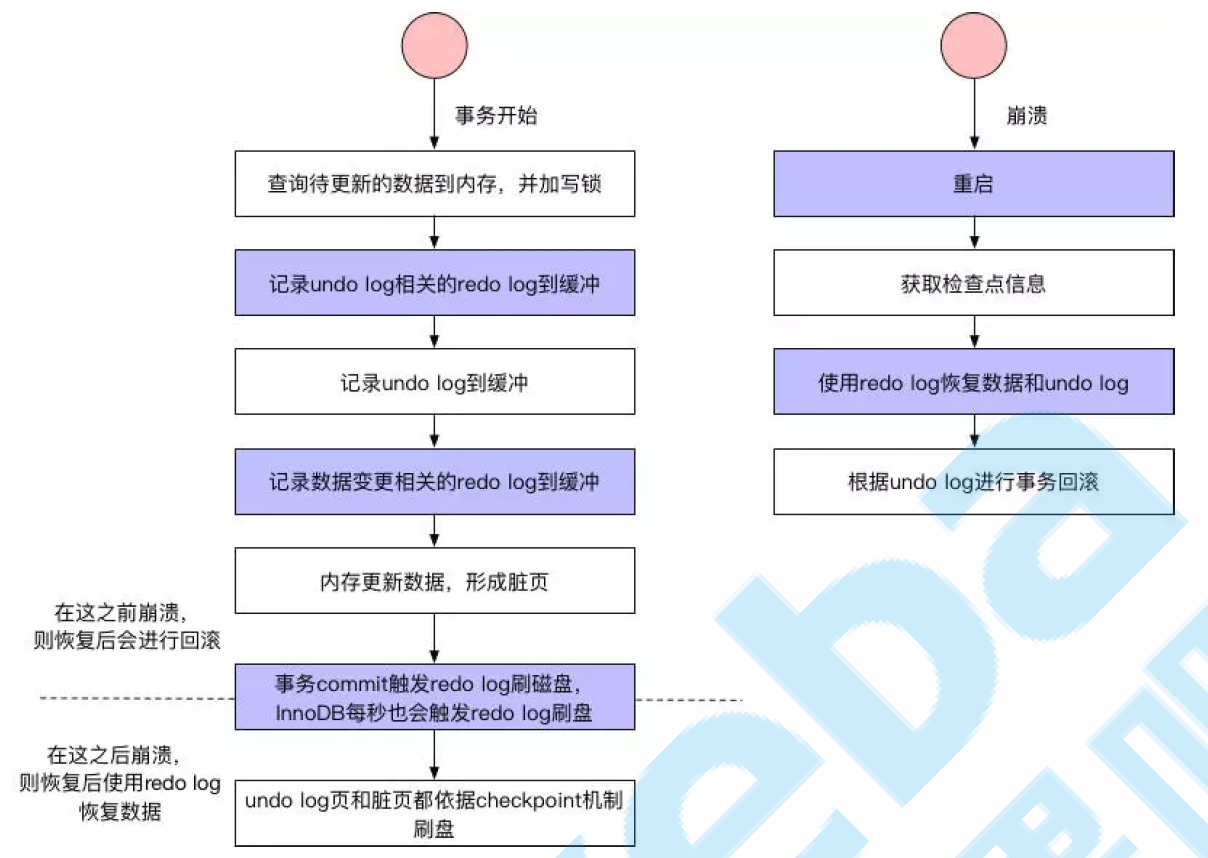 事务开始
查询待更新的数据到内存，并加写锁
记录undo log相关的redo log到缓冲
记录undo log到缓冲
记录数据变更相关的redo log到缓冲
内存更新数据，形成脏页
在这之前崩溃，
则恢复后会进行回滚
事务commit触发redo log刷磁盘，
InnoDB每秒也会触发redo log刷盘
在这之后崩溃，
则恢复后使用redo log
恢复数据
undo log页和脏页都依据checkpoint机制
刷盘
崩溃
重启
获取检查点信息
使用redo log恢复数据和undo log
根据undo log进行事务回滚